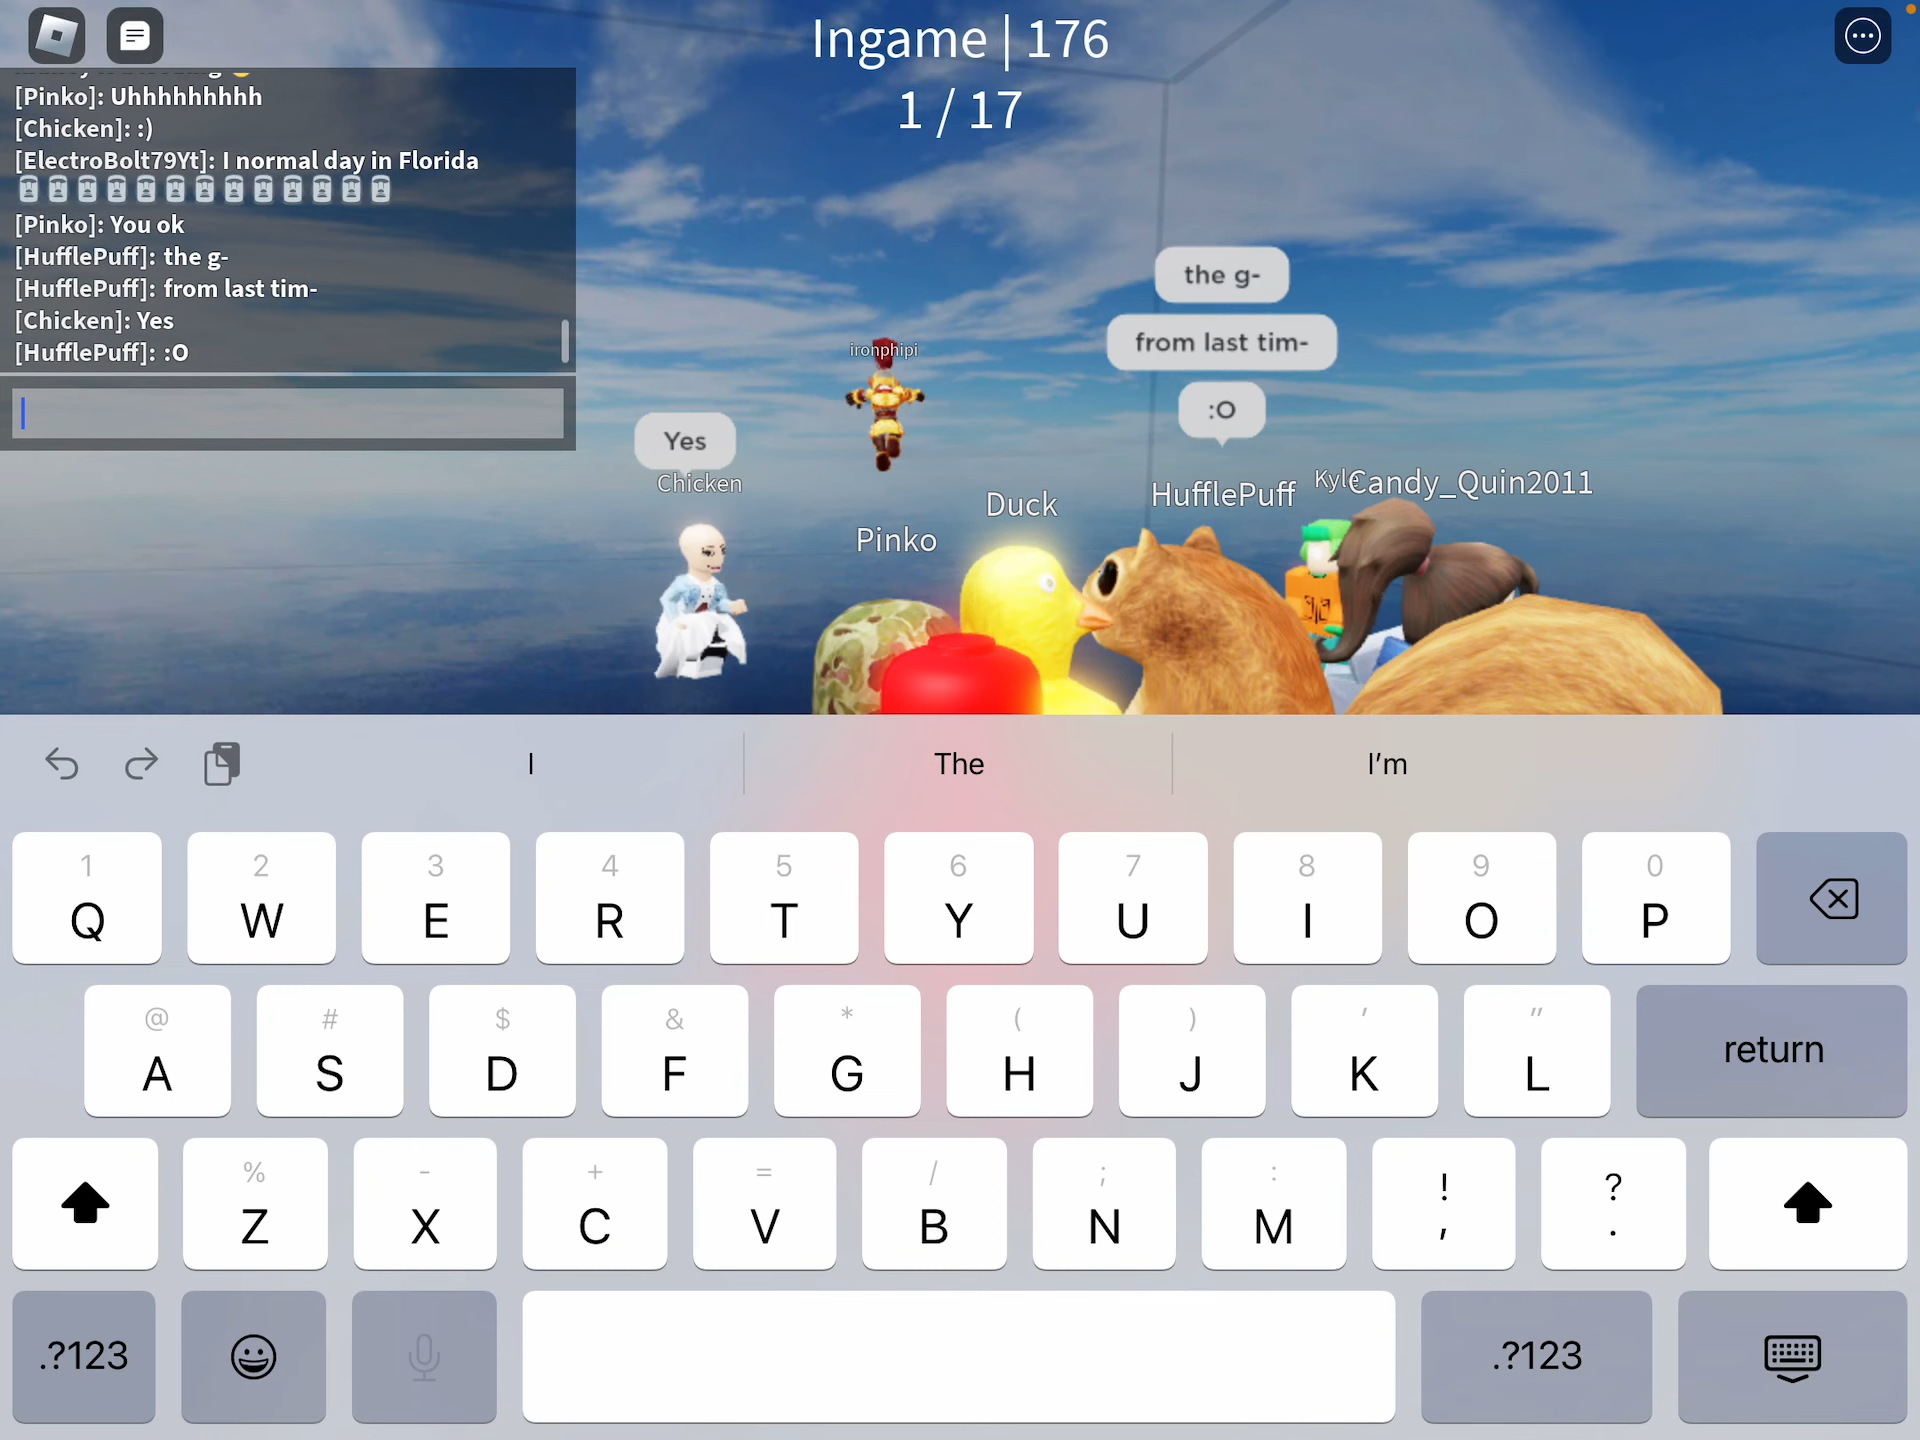 Ingame | 176
1 / 17
[Pinko]: Uhhhhhhhhh
[Chicken]: :)
[ElectroBolt79Yt]: I normal day in Florida
[Pinko]: You ok
[HufflePuff]: the g-
[HufflePuff]: from last tim-
[Chicken]: Yes
[HufflePuff]: :O
the g-
from last tim-
:O
ironphipi
Yes
Chicken
Pinko
Duck
HufflePuff
Kyle
Candy_Quin2011
I The I'm
1 2 3 4 5 6 7 8 9 0
Q W E R T Y U I O P
@ # $ & * ( ) ' "
A S D F G H J K L return
% - + = / ; : ! ?
Z X C V B N M , .
.?123 .?123